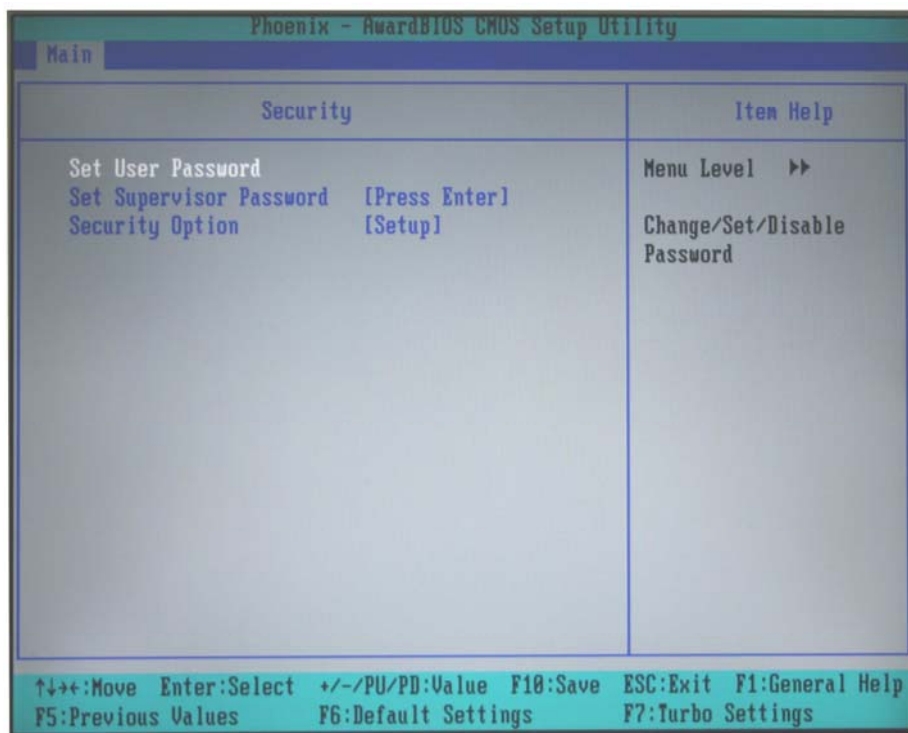 Phoenix - AwardBIOS CMOS Setup Utility
Main
Security
Item Help
Set User Password
Set Supervisor Password [Press Enter]
Security Option [Setup]
Menu Level ▶▶
Change/Set/Disable
Password
↑↓→←:Move Enter:Select +/-/PU/PD:Value F10:Save ESC:Exit F1:General Help
F5:Previous Values F6:Default Settings F7:Turbo Settings